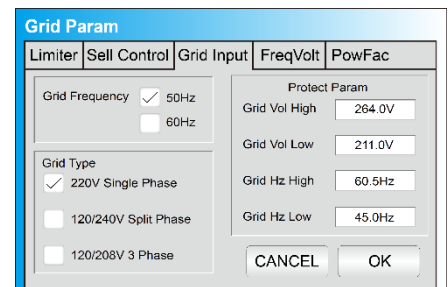 Grid Param
Limiter Sell Control Grid Input FreqVolt PowFac
Grid Frequency 50Hz
60Hz
Grid Type
220V Single Phase
120/240V Split Phase
120/208V 3 Phase
Protect Param
Grid Vol High 264.0V
Grid Vol Low 211.0V
Grid Hz High 60.5Hz
Grid Hz Low 45.0Hz
CANCEL OK